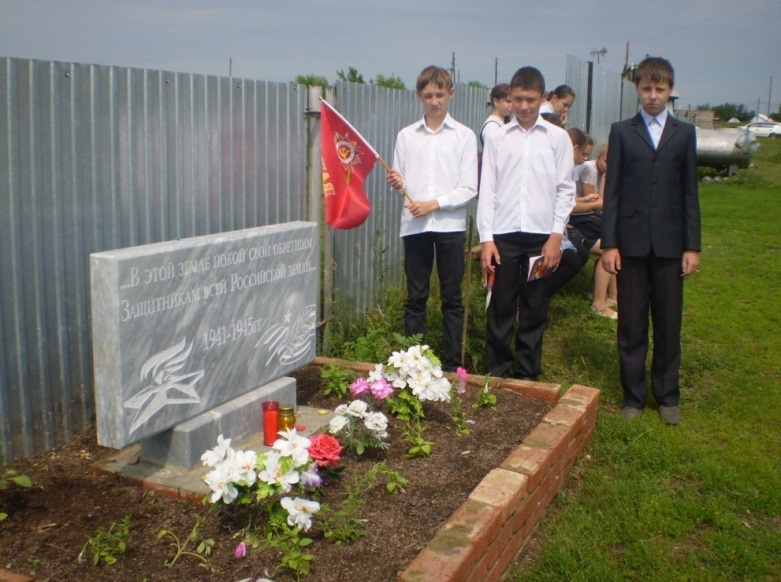 ...В ЭТОЙ ЗЕМЛЕ ПОКОЙ СВОЙ ОБРЕТШИМ
ЗАЩИТНИКАМ ВСЕЙ РОССИЙСКОЙ ЗЕМЛИ...
1941-1945гг